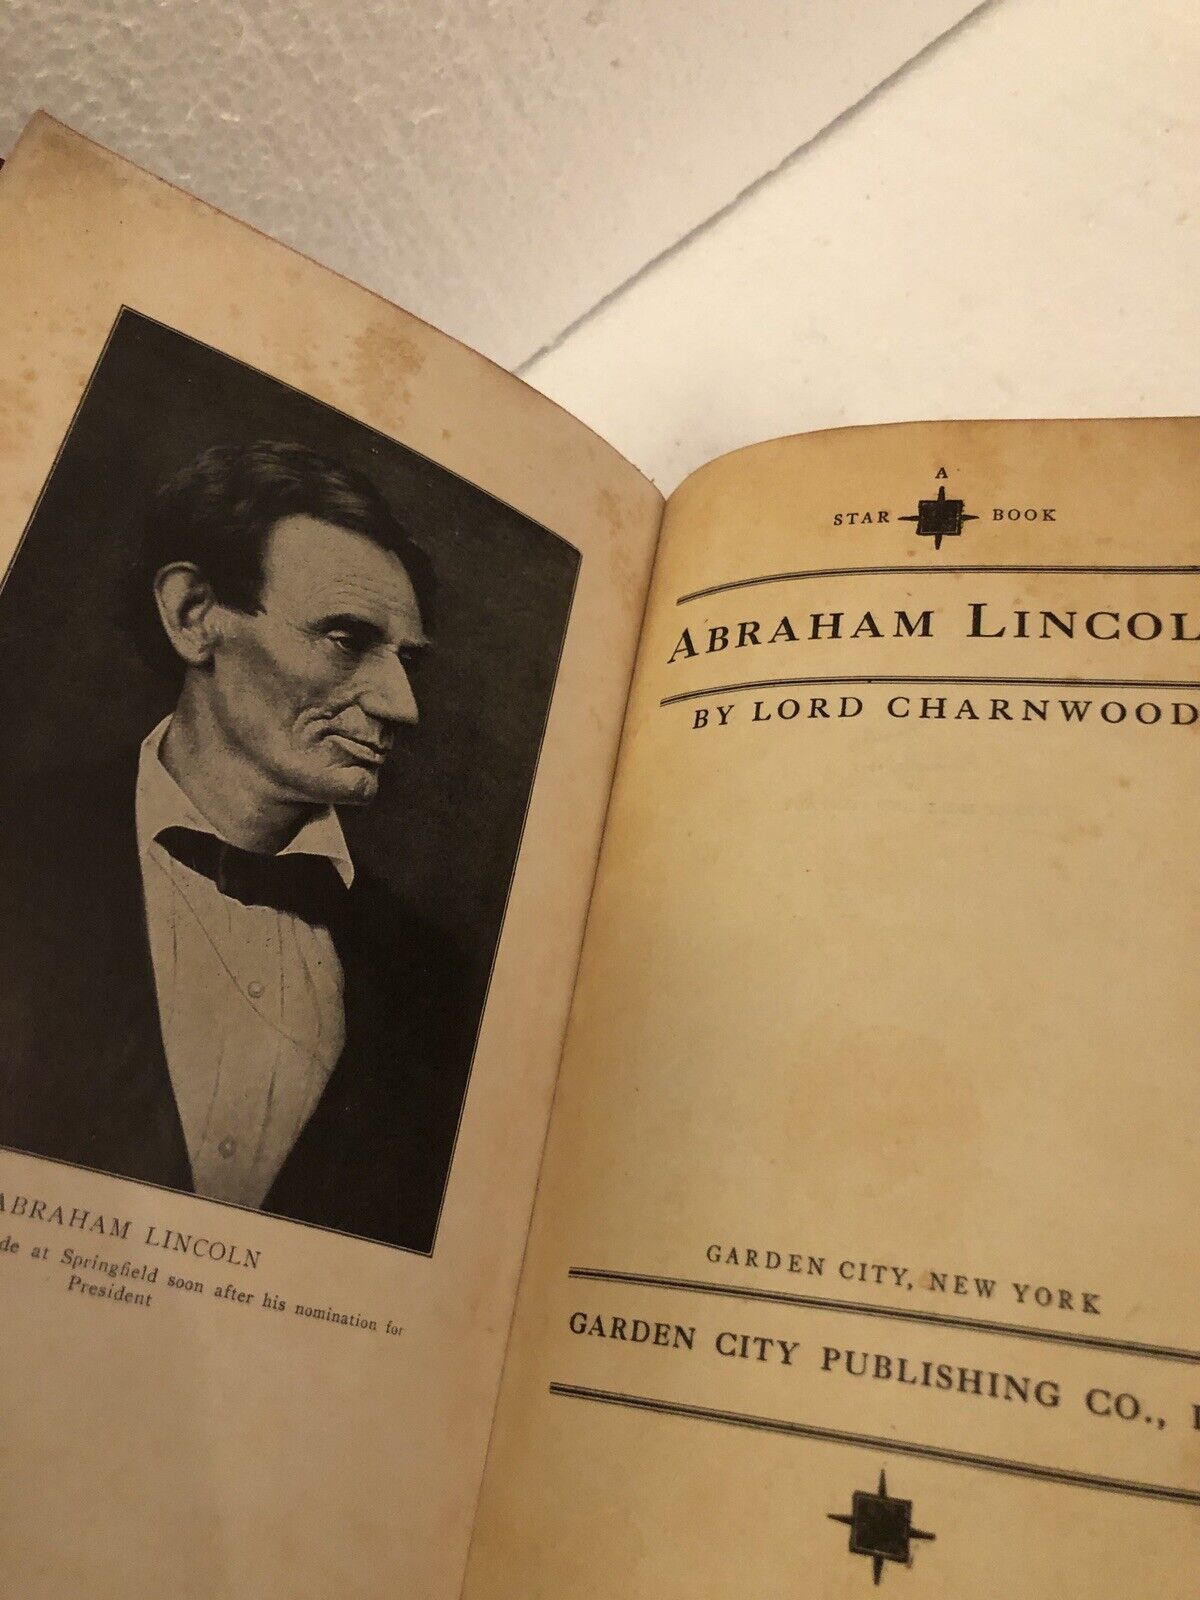 ABRAHAM LINCOLN
de at Springfield soon after his nomination for
President
A
STAR BOOK
ABRAHAM LINCOL
BY LORD CHARNWOOD
GARDEN CITY, NEW YORK
GARDEN CITY PUBLISHING CO.,